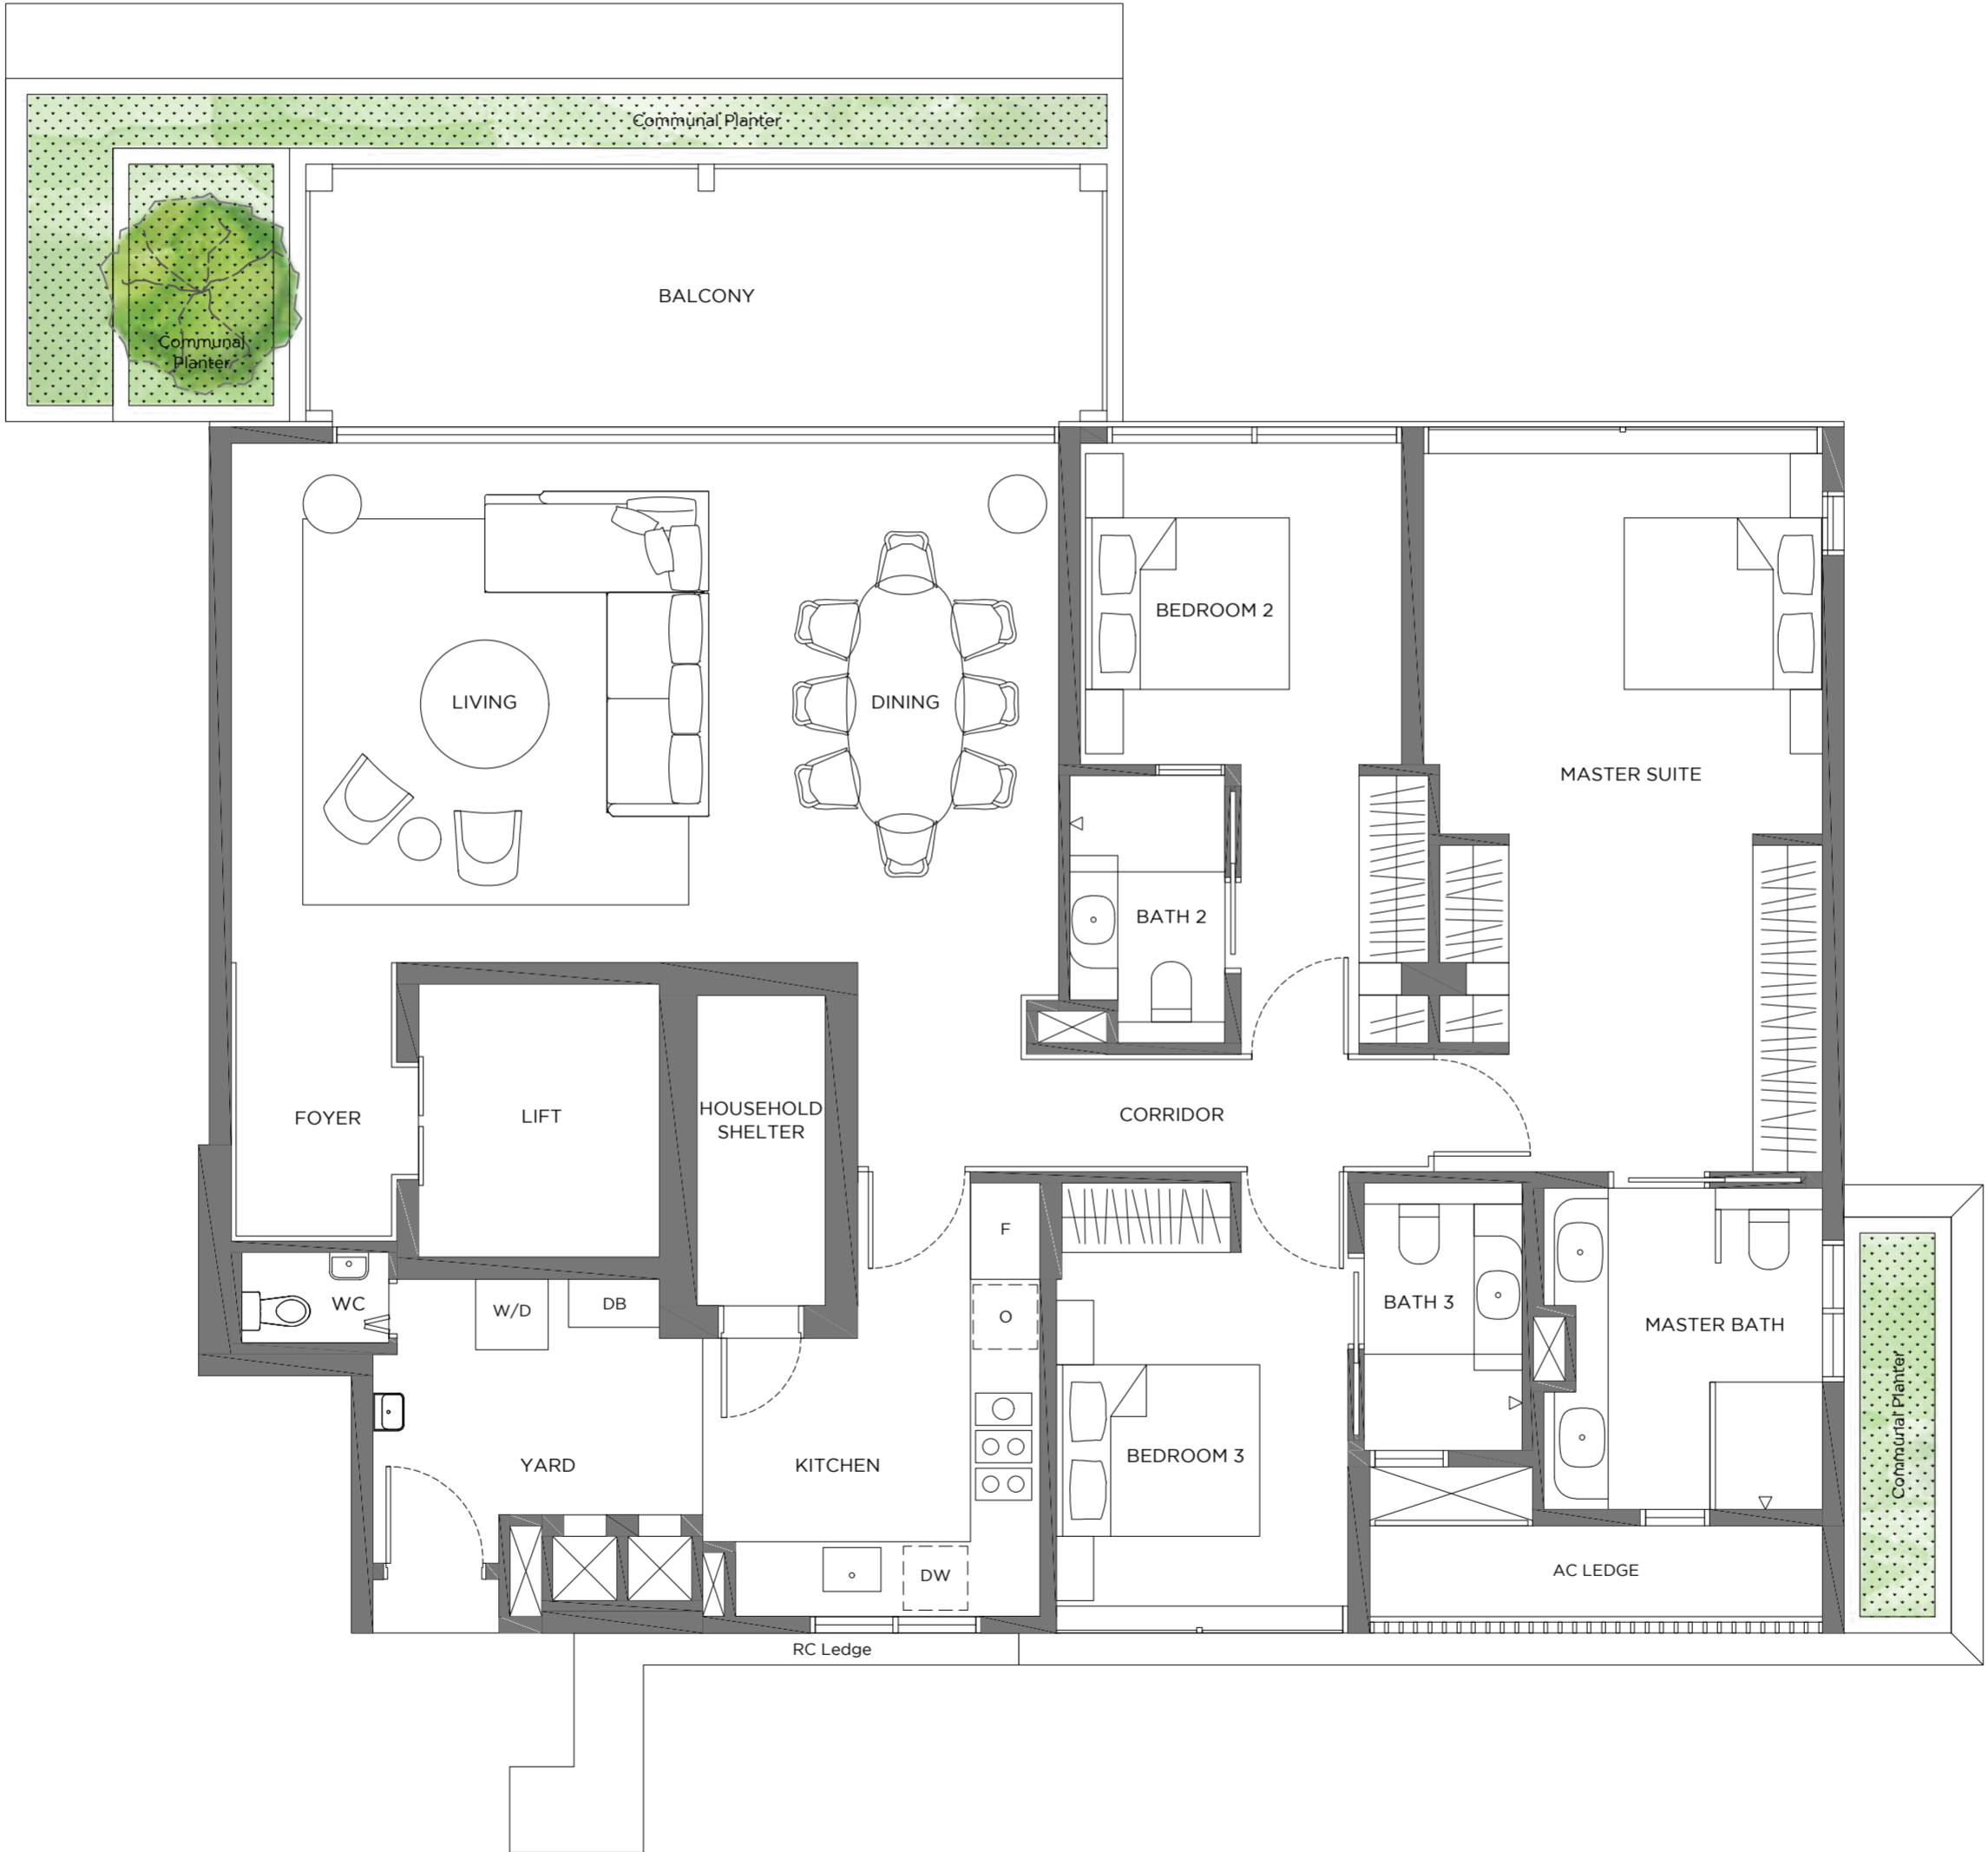 Communal Planter
BALCONY
Communal
Planter
BEDROOM 2
LIVING
DINING
MASTER SUITE
BATH 2
FOYER
LIFT
HOUSEHOLD
SHELTER
CORRIDOR
F
WC
W/D
DB
BATH 3
MASTER BATH
Communal Planter
YARD
KITCHEN
BEDROOM 3
DW
AC LEDGE
RC Ledge